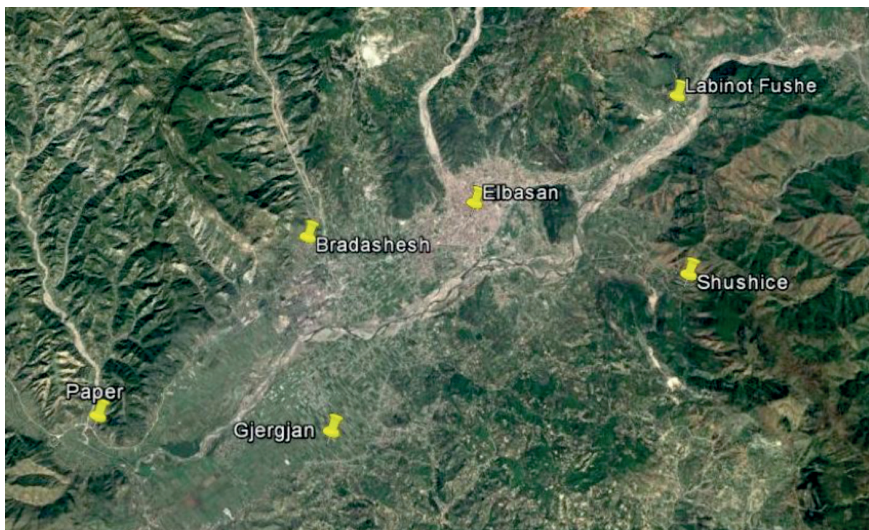 Labinot Fushe
Elbasan
Bradashesh
Shushice
Paper
Gjergjan